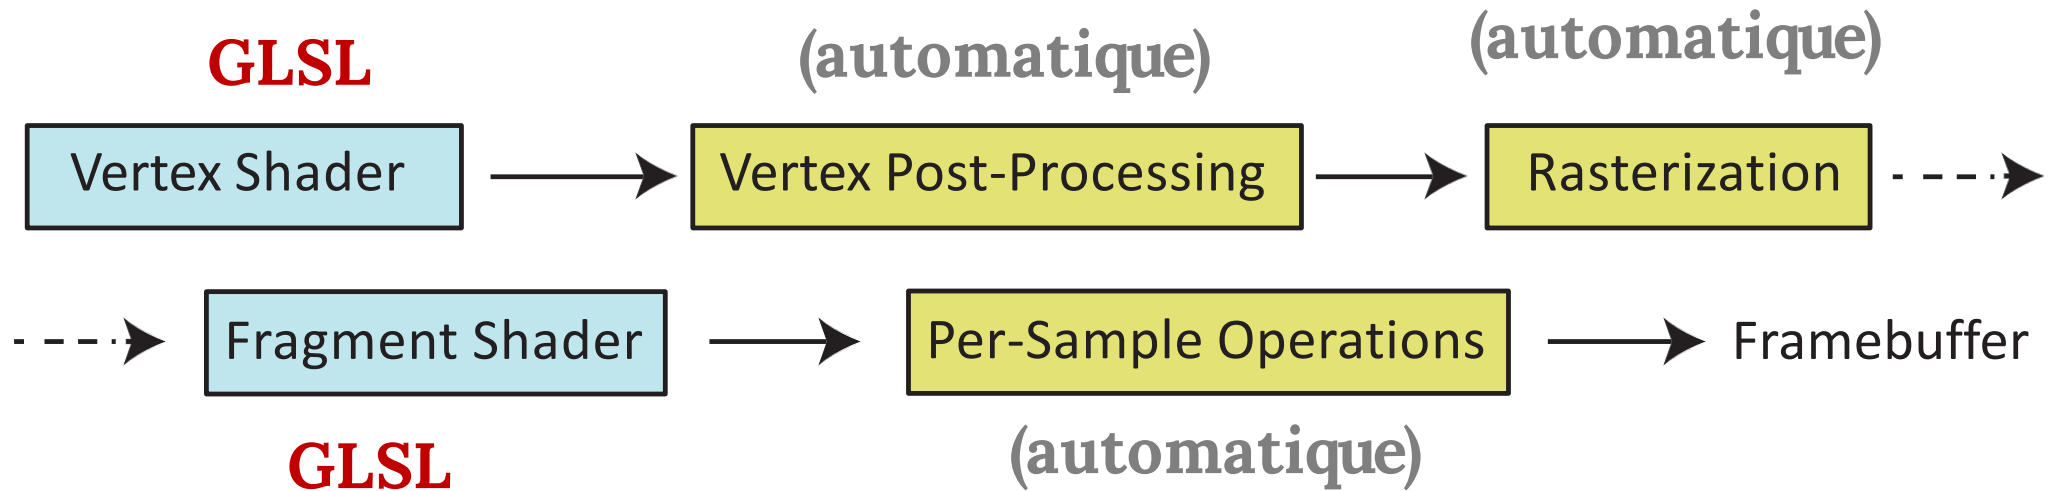 GLSL
(automatique)
(automatique)
Vertex Shader
Vertex Post-Processing
Rasterization
Fragment Shader
Per-Sample Operations
Framebuffer
GLSL
(automatique)